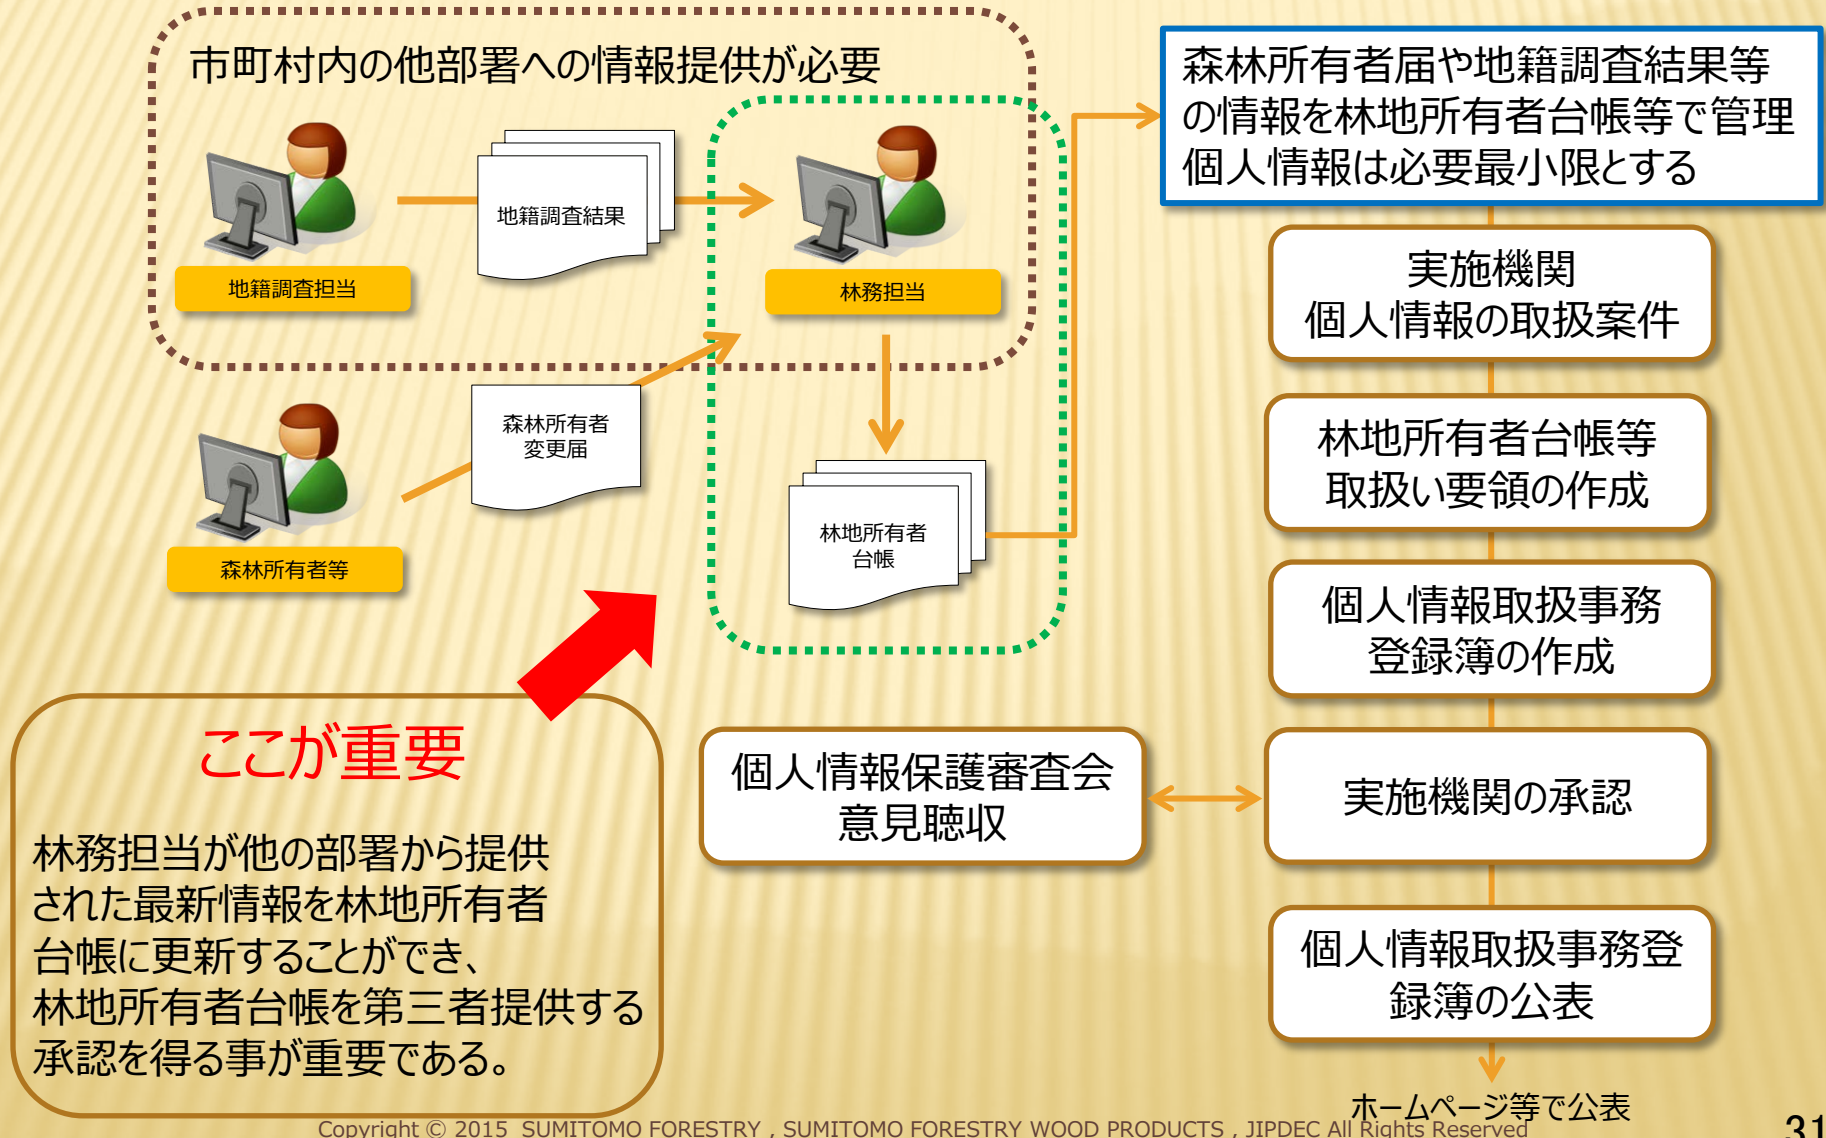 市町村内の他部署への情報提供が必要
地籍調査結果
地籍調査担当
林務担当
森林所有者
変更届
森林所有者等
林地所有者
台帳
ここが重要
林務担当が他の部署から提供
された最新情報を林地所有者
台帳に更新することができ、
林地所有者台帳を第三者提供する
承認を得る事が重要である。
森林所有者届や地籍調査結果等
の情報を林地所有者台帳等で管理
個人情報は必要最小限とする
実施機関
個人情報の取扱案件
林地所有者台帳等
取扱い要領の作成
個人情報取扱事務
登録簿の作成
個人情報保護審査会
意見聴収
実施機関の承認
個人情報取扱事務登
録簿の公表
ホームページ等で公表
Copyright © 2015 SUMITOMO FORESTRY , SUMITOMO FORESTRY WOOD PRODUCTS , JIPDEC All Rights Reserved
31